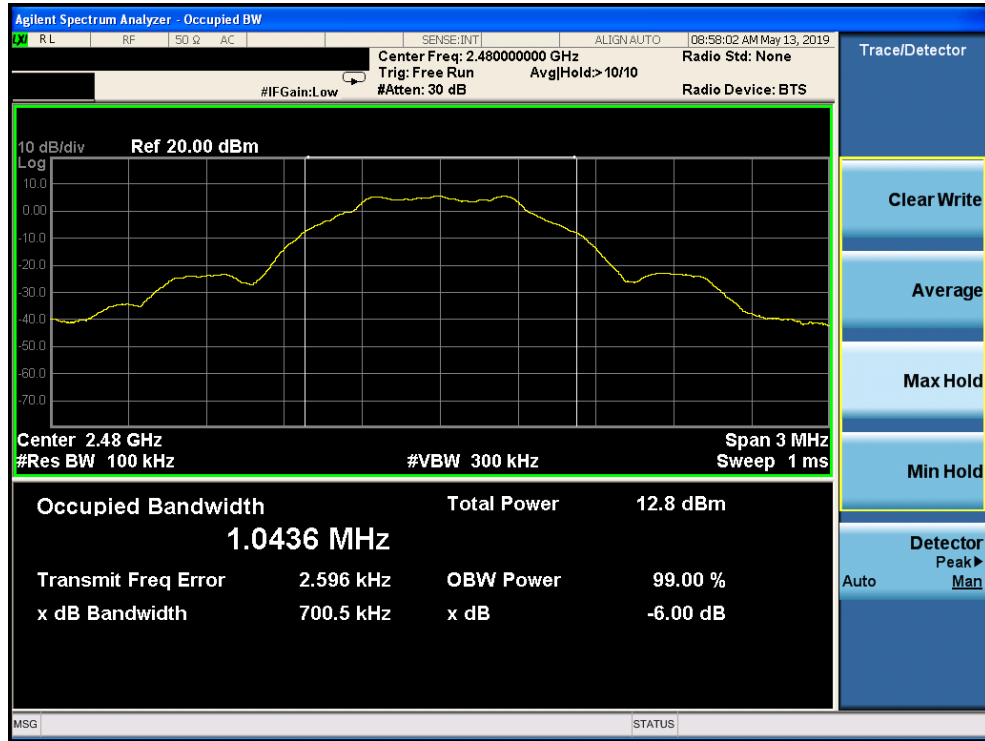 Agilent Spectrum Analyzer - Occupied BW
LXI RL RF 50 Ω AC SENSE:INT ALIGN AUTO 08:58:02 AM May 13, 2019
Center Freq: 2.480000000 GHz Radio Std: None
Trig: Free Run Avg|Hold:>10/10
#IFGain:Low #Atten: 30 dB Radio Device: BTS
10 dB/div Ref 20.00 dBm
Log
10.0
0.00
-10.0
-20.0
-30.0
-40.0
-50.0
-60.0
-70.0
Center 2.48 GHz Span 3 MHz
#Res BW 100 kHz #VBW 300 kHz Sweep 1 ms
Occupied Bandwidth Total Power 12.8 dBm
1.0436 MHz
Transmit Freq Error 2.596 kHz OBW Power 99.00 %
x dB Bandwidth 700.5 kHz x dB -6.00 dB
MSG STATUS
Trace/Detector
Clear Write
Average
Max Hold
Min Hold
Detector
Peak▶
Auto Man